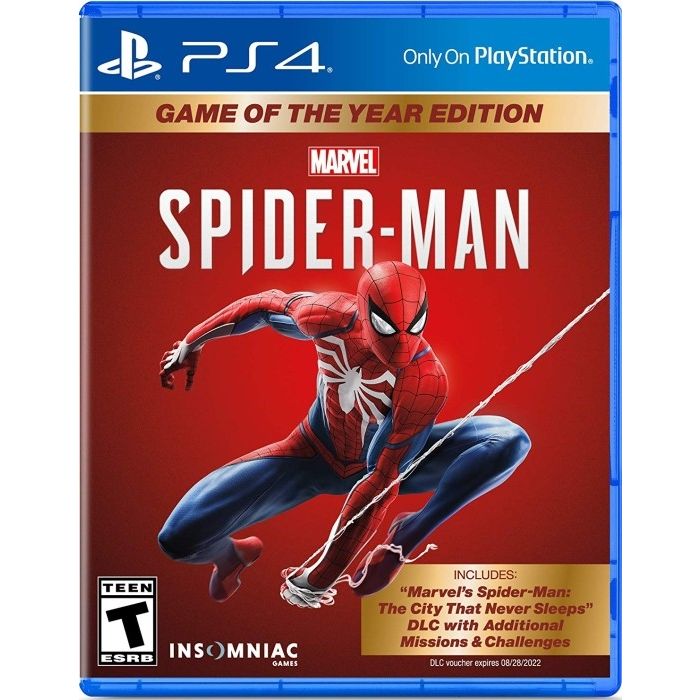 PS4
Only On PlayStation®
GAME OF THE YEAR EDITION
MARVEL
SPIDER-MAN
INCLUDES:
“Marvel's Spider-Man:
The City That Never Sleeps”
DLC with Additional
Missions & Challenges
DLC voucher expires 08/28/2022
TEEN
T
ESRB
INSOMNIAC
GAMES